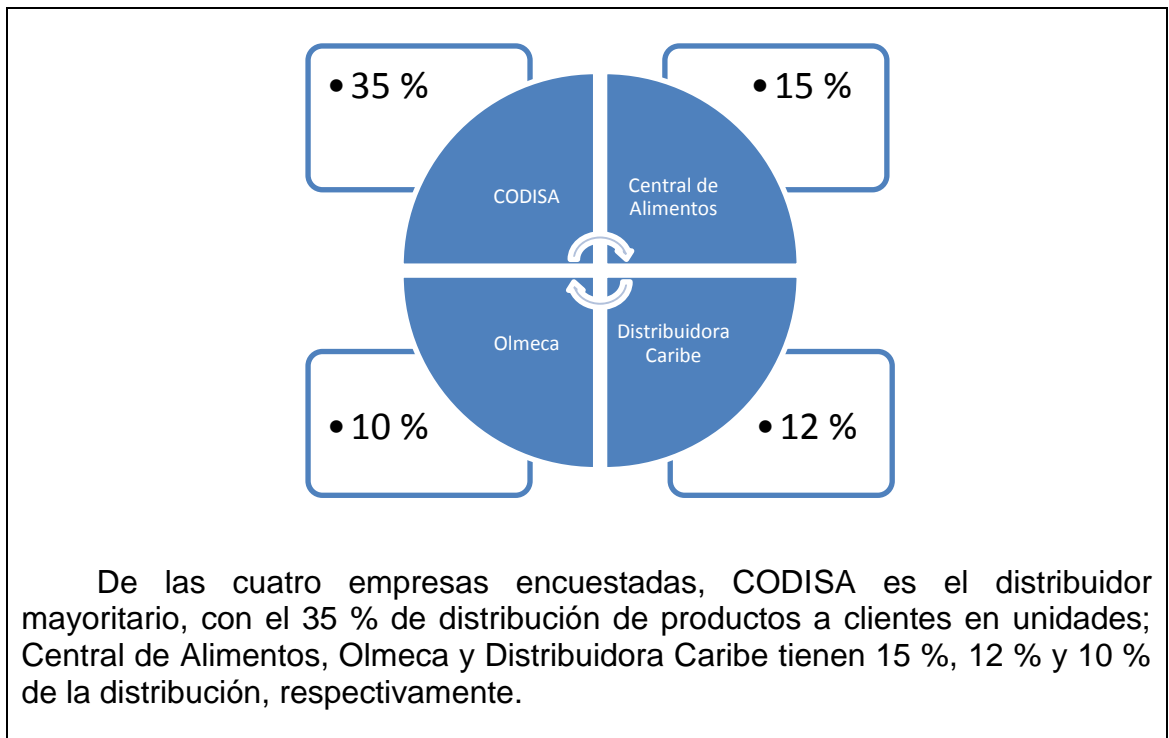 • 35 %
• 15 %
CODISA
Central de
Alimentos
Olmeca
Distribuidora
Caribe
• 10 %
• 12 %
De las cuatro empresas encuestadas, CODISA es el distribuidor
mayoritario, con el 35 % de distribución de productos a clientes en unidades;
Central de Alimentos, Olmeca y Distribuidora Caribe tienen 15 %, 12 % y 10 %
de la distribución, respectivamente.